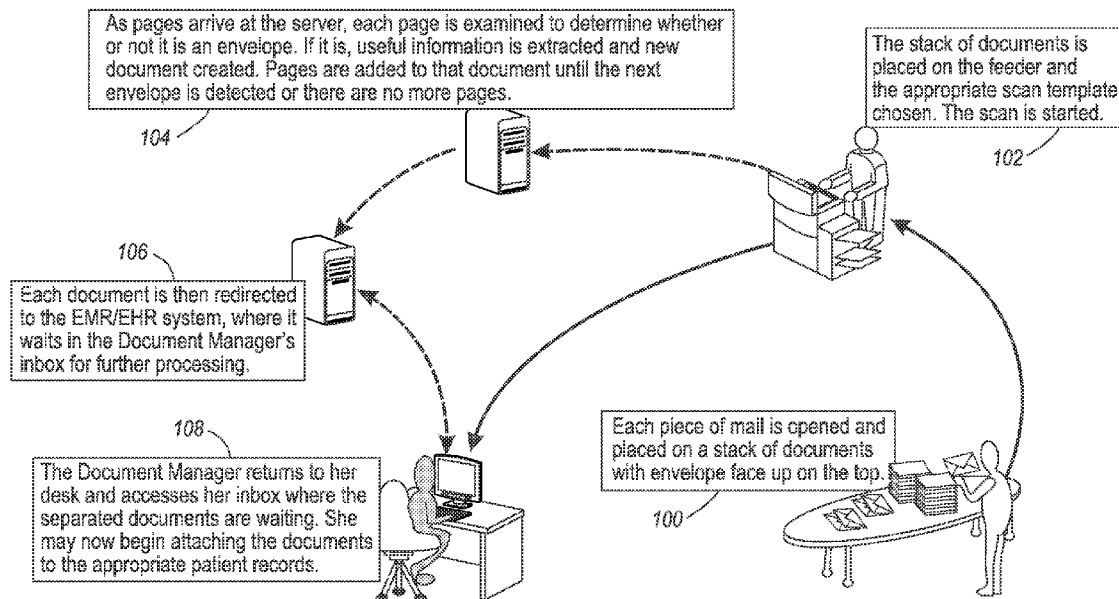 As pages arrive at the server, each page is examined to determine whether
or not it is an envelope. If it is, useful information is extracted and new
document created. Pages are added to that document until the next
envelope is detected or there are no more pages.
104
The stack of documents is
placed on the feeder and
the appropriate scan template
chosen. The scan is started.
102
106
Each document is then redirected
to the EMR/EHR system, where it
waits in the Document Manager's
inbox for further processing.
108
The Document Manager returns to her
desk and accesses her inbox where the
separated documents are waiting. She
may now begin attaching the documents
to the appropriate patient records.
Each piece of mail is opened and
placed on a stack of documents
with envelope face up on the top.
100